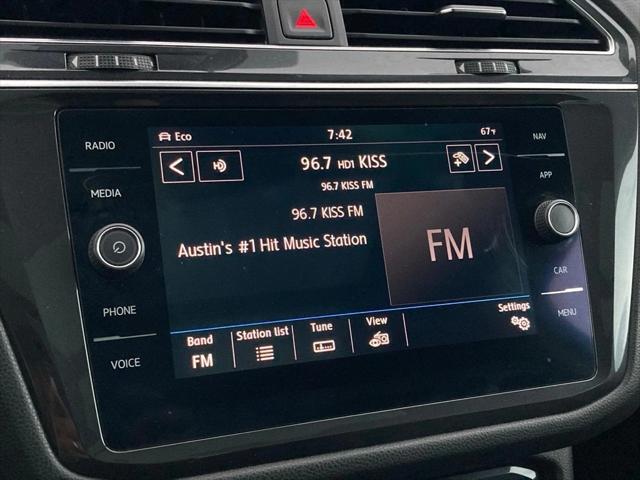 Eco 7:42 67°F
96.7 HD1 KISS
96.7 KISS FM
96.7 KISS FM
Austin's #1 Hit Music Station
FM
Band Station list Tune View Settings
FM
RADIO
MEDIA
PHONE
VOICE
NAV
APP
CAR
MENU